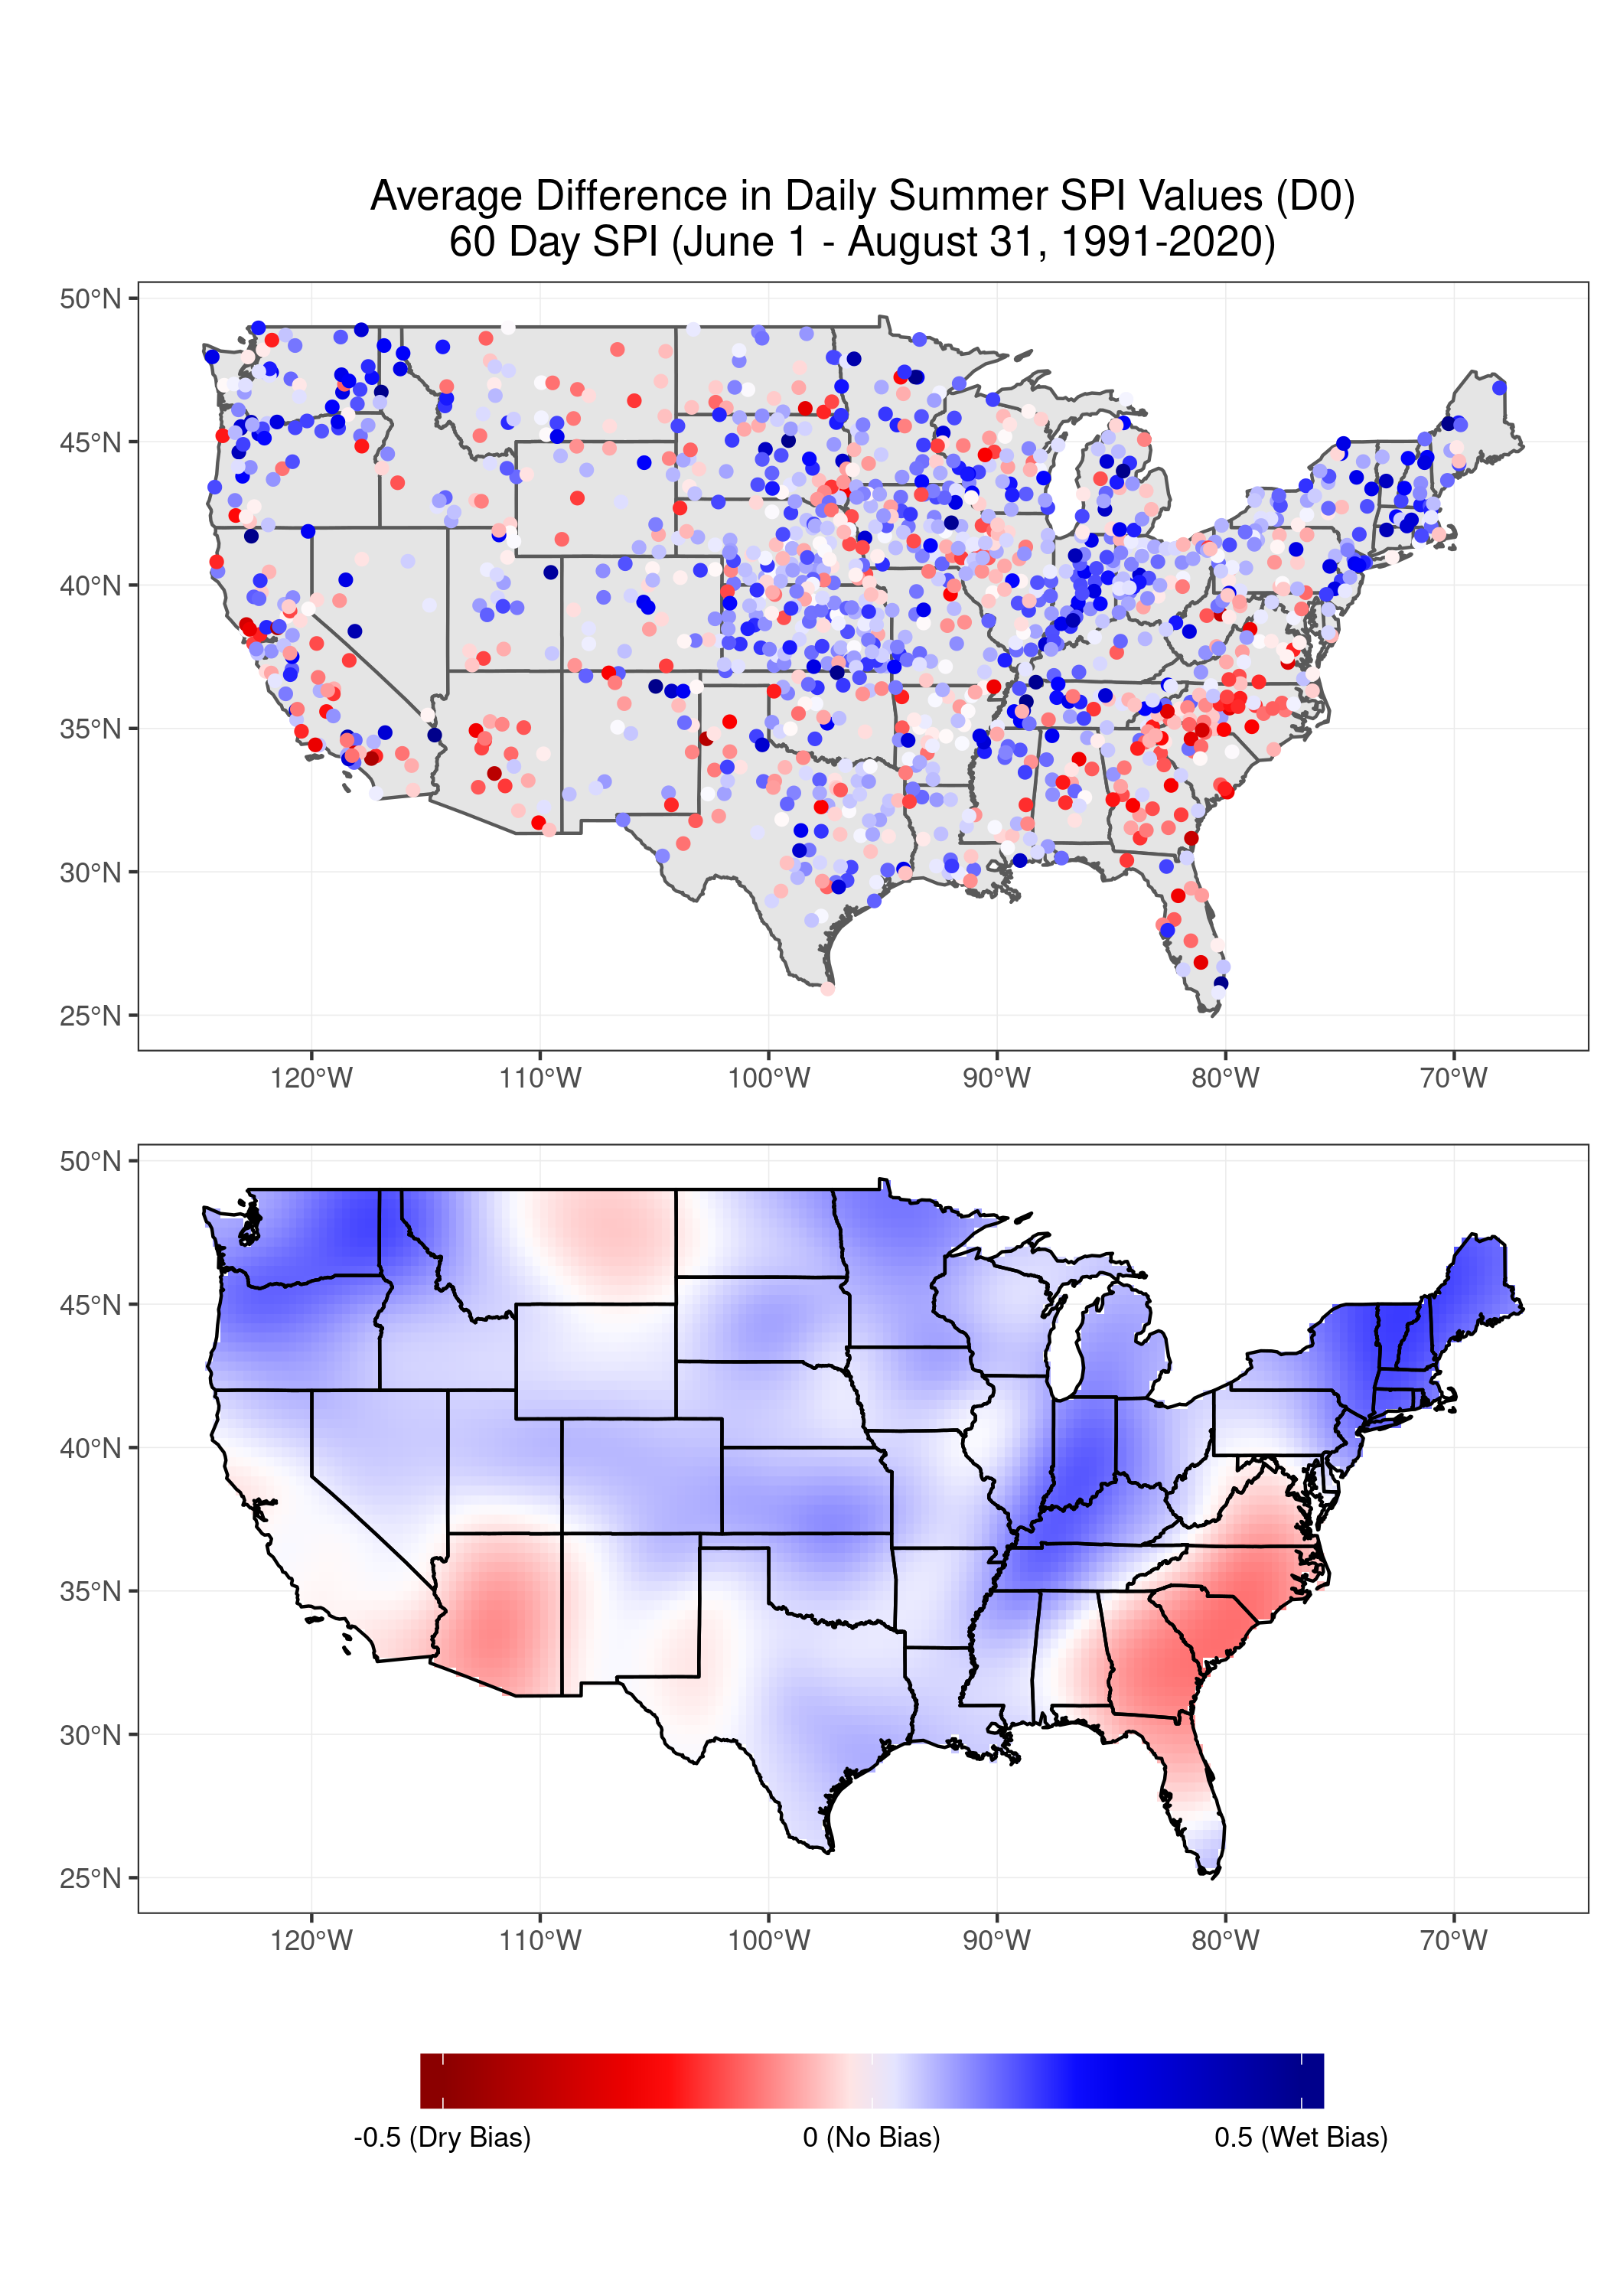 Average Difference in Daily Summer SPI Values (D0)
60 Day SPI (June 1 - August 31, 1991-2020)
50°N
45°N
40°N
35°N
30°N
25°N
120°W 110°W 100°W 90°W 80°W 70°W
50°N
45°N
40°N
35°N
30°N
25°N
120°W 110°W 100°W 90°W 80°W 70°W
-0.5 (Dry Bias) 0 (No Bias) 0.5 (Wet Bias)